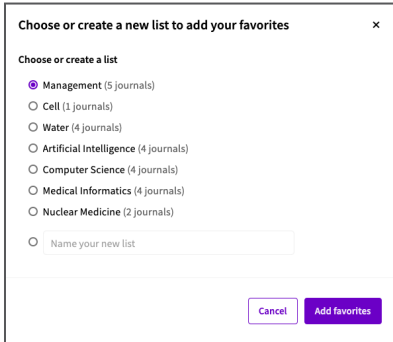 Choose or create a new list to add your favorites ×
Choose or create a list
Management (5 journals)
Cell (1 journals)
Water (4 journals)
Artificial Intelligence (4 journals)
Computer Science (4 journals)
Medical Informatics (4 journals)
Nuclear Medicine (2 journals)
Name your new list
Cancel Add favorites